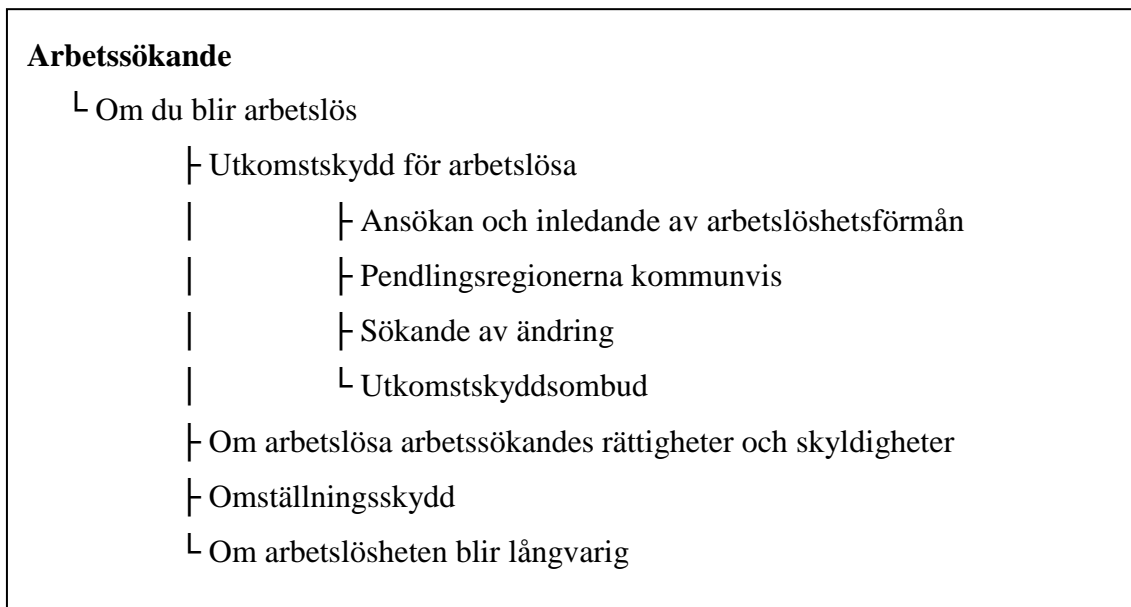 Arbetssökande
└ Om du blir arbetslös
├ Utkomstskydd för arbetslösa
│ ├ Ansökan och inledande av arbetslöshetsförmån
│ ├ Pendlingsregionerna kommunvis
│ ├ Sökande av ändring
│ └ Utkomstskyddsombud
├ Om arbetslösa arbetssökandes rättigheter och skyldigheter
├ Omställningsskydd
└ Om arbetslösheten blir långvarig